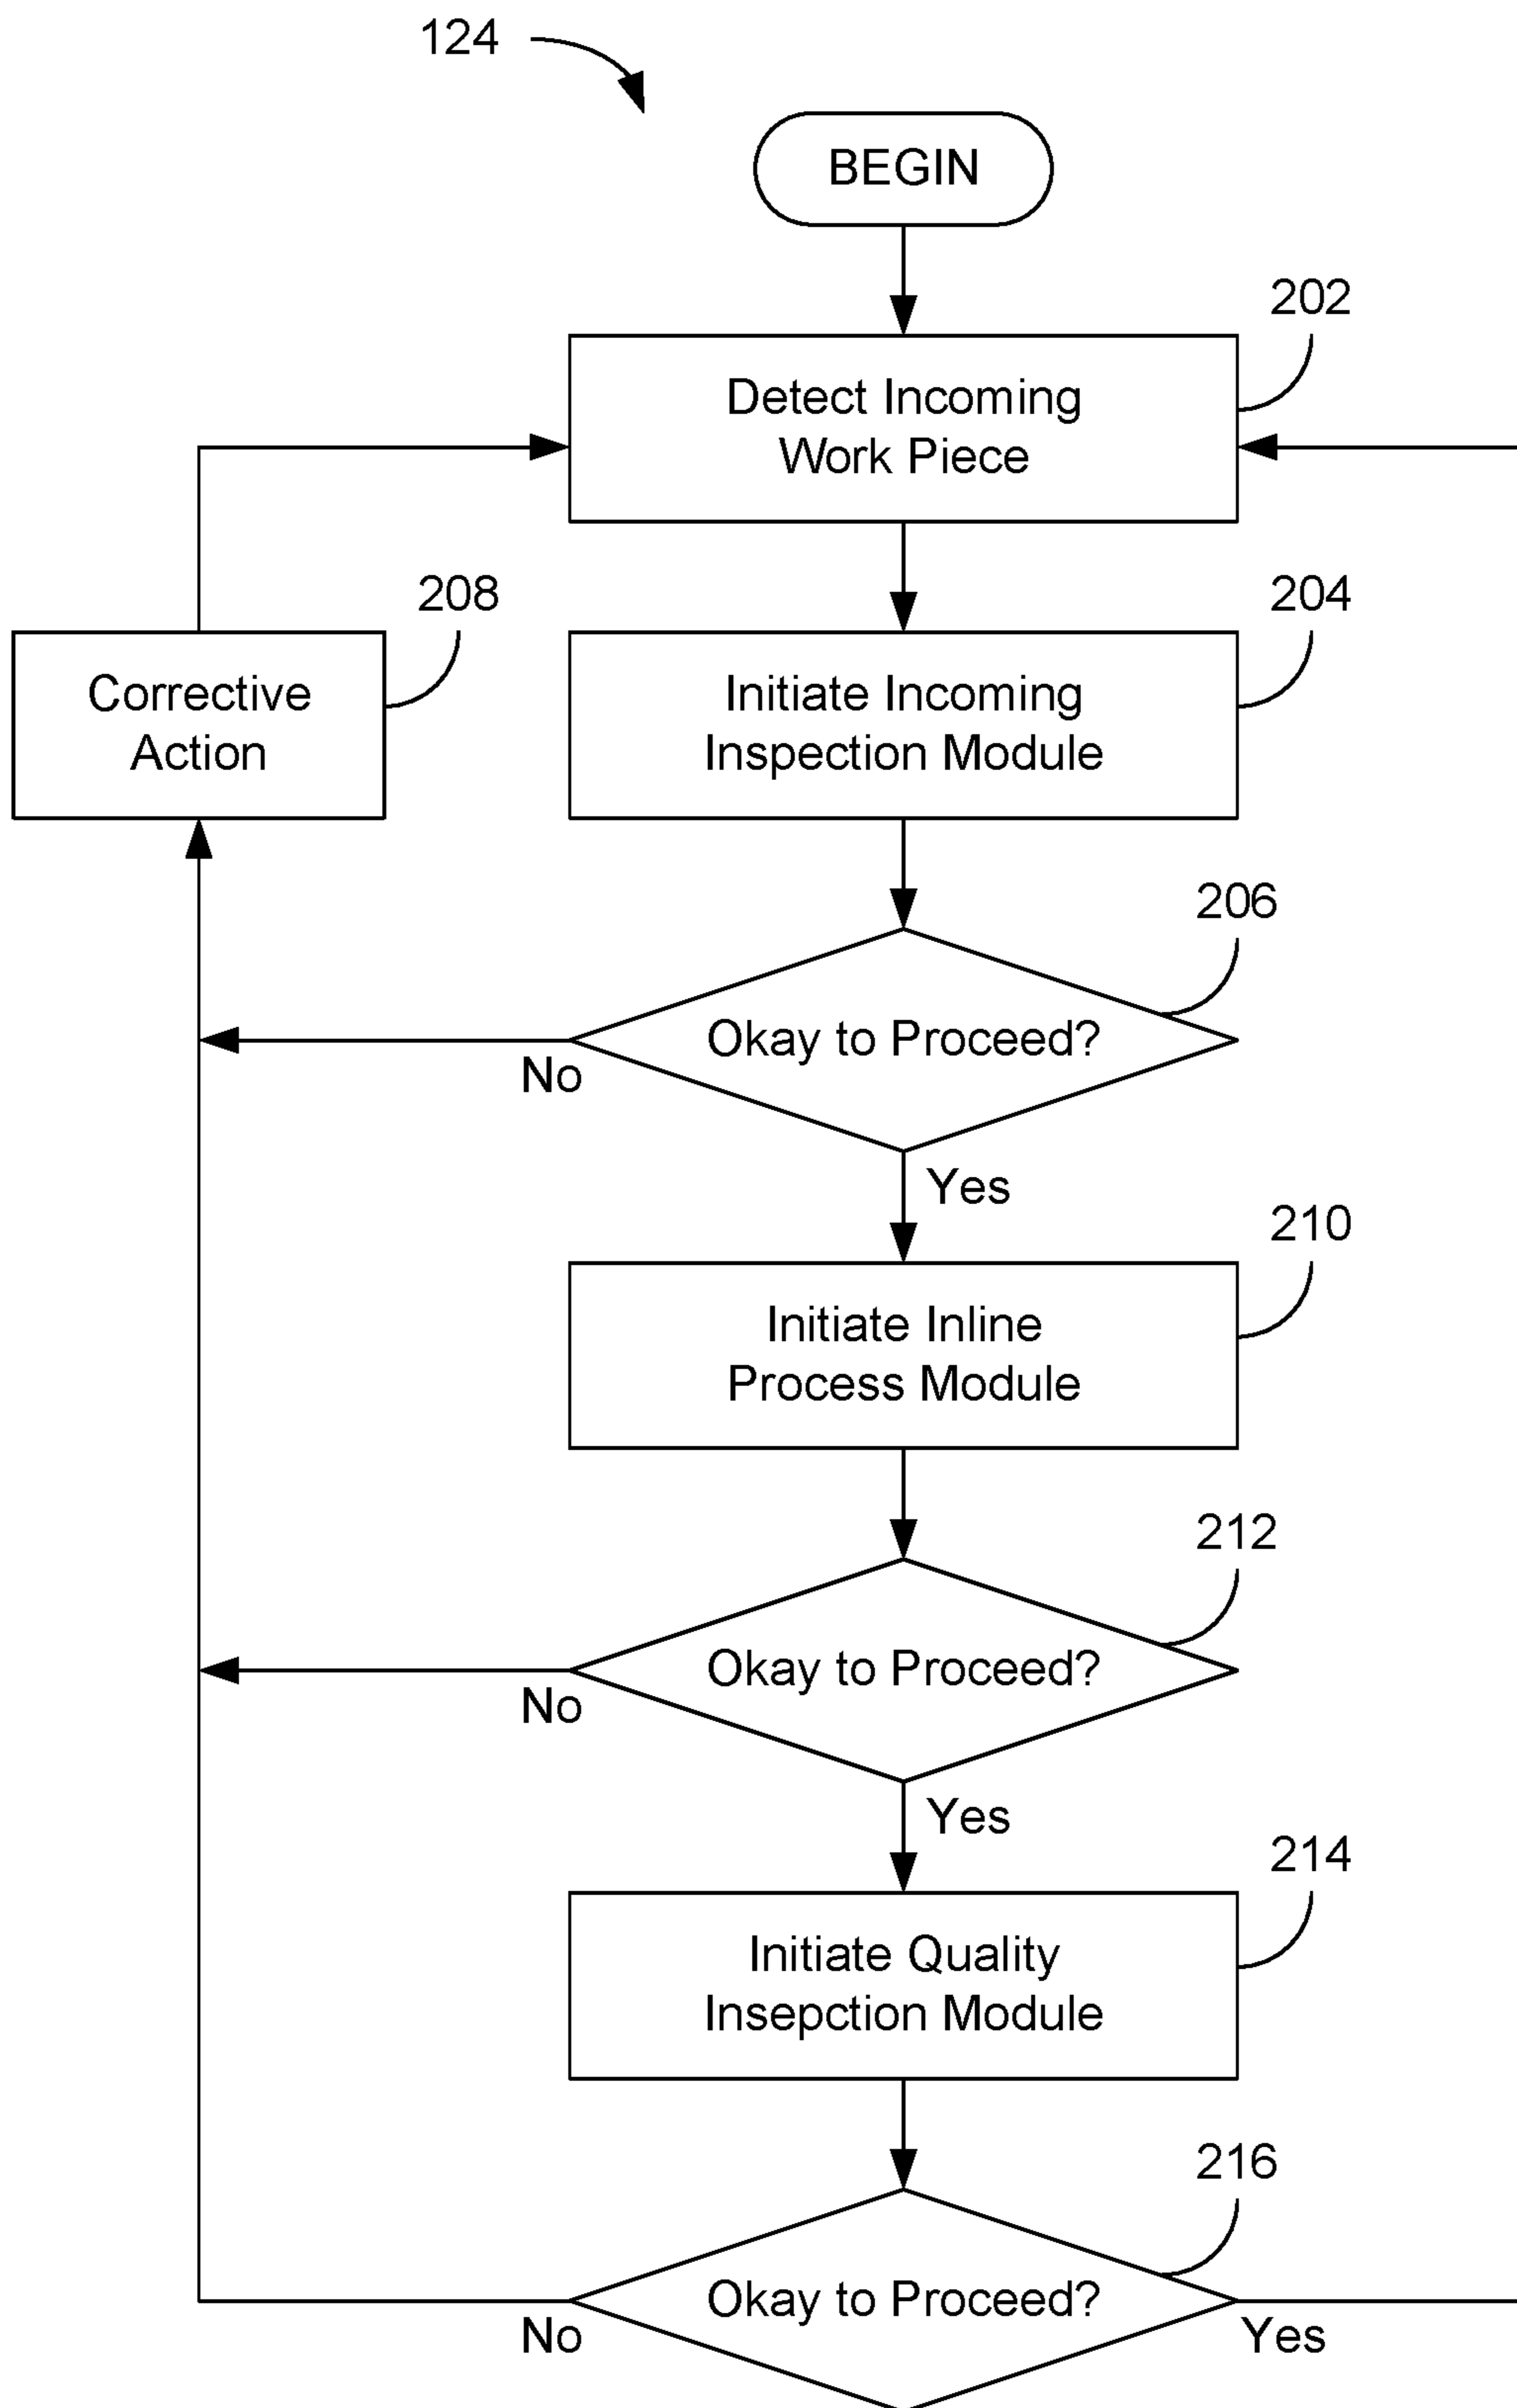 124
BEGIN
202
Detect Incoming
Work Piece
208
204
Corrective
Action
Initiate Incoming
Inspection Module
206
Okay to Proceed?
No
Yes
210
Initiate Inline
Process Module
212
Okay to Proceed?
No
Yes
214
Initiate Quality
Insepction Module
216
Okay to Proceed?
No
Yes